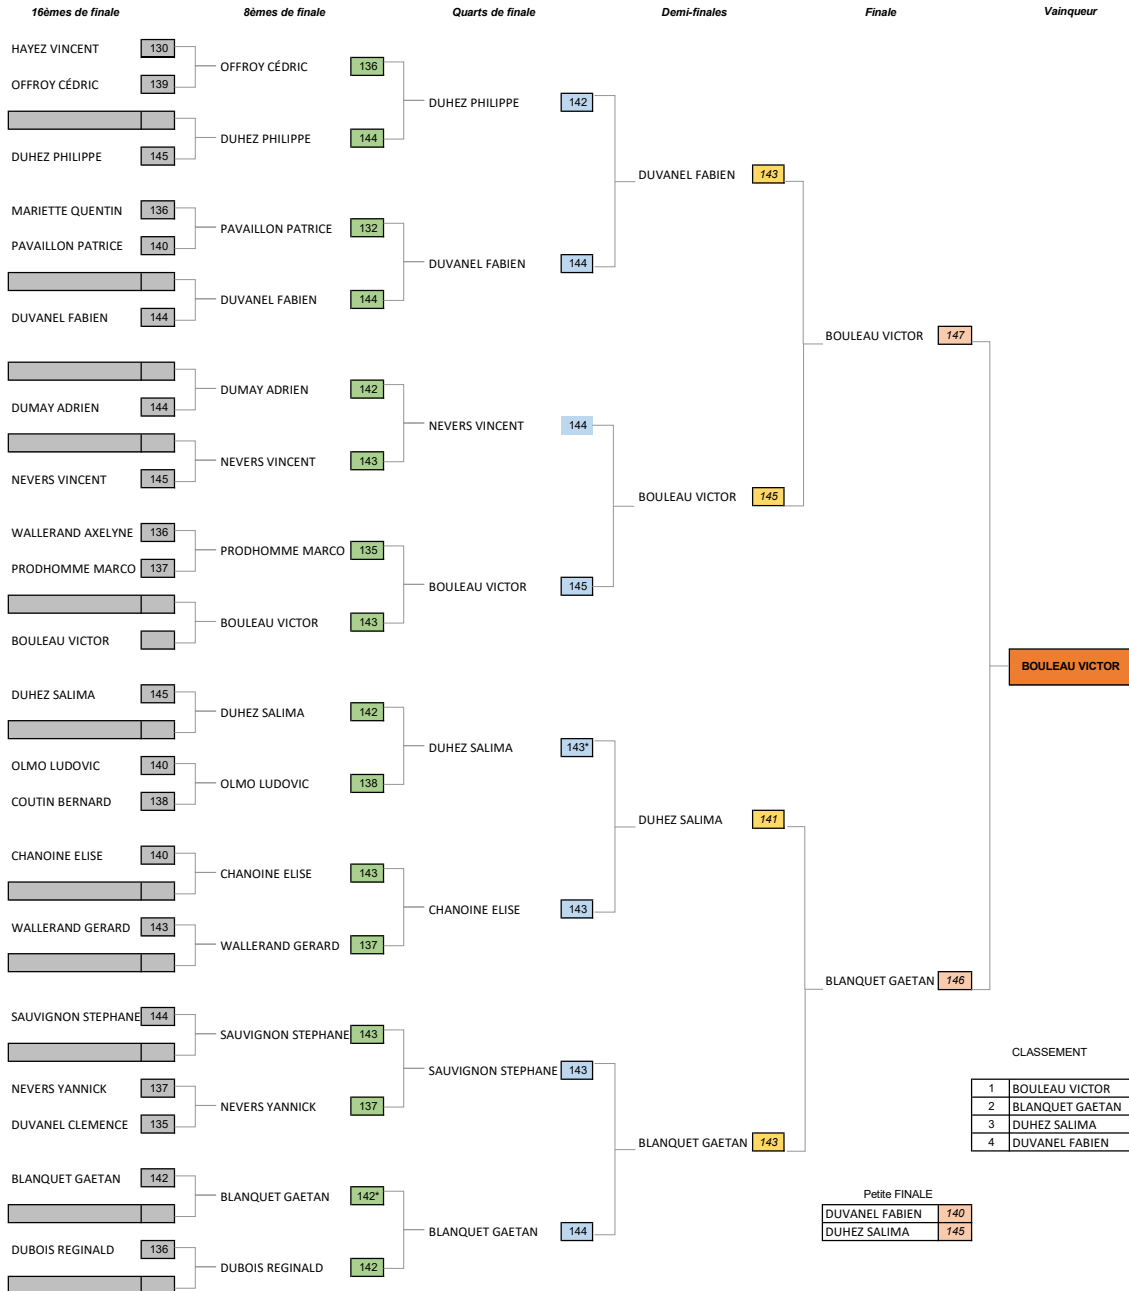 16èmes de finale 8èmes de finale Quarts de finale Demi-finales Finale Vainqueur
HAYEZ VINCENT 130
OFFROY CÉDRIC 136
OFFROY CÉDRIC 139
DUHEZ PHILIPPE 142
DUHEZ PHILIPPE 144
DUHEZ PHILIPPE 145
DUVANEL FABIEN 143
MARIETTE QUENTIN 136
PAVAILLON PATRICE 132
PAVAILLON PATRICE 140
DUVANEL FABIEN 144
DUVANEL FABIEN 144
DUVANEL FABIEN 144
BOULEAU VICTOR 147
DUMAY ADRIEN 142
DUMAY ADRIEN 144
NEVERS VINCENT 144
NEVERS VINCENT 143
NEVERS VINCENT 145
BOULEAU VICTOR 145
WALLERAND AXELYNE 136
PRODHOMME MARCO 135
PRODHOMME MARCO 137
BOULEAU VICTOR 145
BOULEAU VICTOR 143
BOULEAU VICTOR
BOULEAU VICTOR
DUHEZ SALIMA 145
DUHEZ SALIMA 142
DUHEZ SALIMA 143*
OLMO LUDOVIC 140
OLMO LUDOVIC 138
COUTIN BERNARD 138
DUHEZ SALIMA 141
CHANOINE ELISE 140
CHANOINE ELISE 143
CHANOINE ELISE 143
WALLERAND GERARD 143
WALLERAND GERARD 137
BLANQUET GAETAN 146
SAUVIGNON STEPHANE 144
SAUVIGNON STEPHANE 143
CLASSEMENT
SAUVIGNON STEPHANE 143
NEVERS YANNICK 137
1 BOULEAU VICTOR
NEVERS YANNICK 137
2 BLANQUET GAETAN
DUVANEL CLEMENCE 135
3 DUHEZ SALIMA
BLANQUET GAETAN 143
4 DUVANEL FABIEN
BLANQUET GAETAN 142
BLANQUET GAETAN 142*
Petite FINALE
DUVANEL FABIEN 140
BLANQUET GAETAN 144
DUHEZ SALIMA 145
DUBOIS REGINALD 136
DUBOIS REGINALD 142